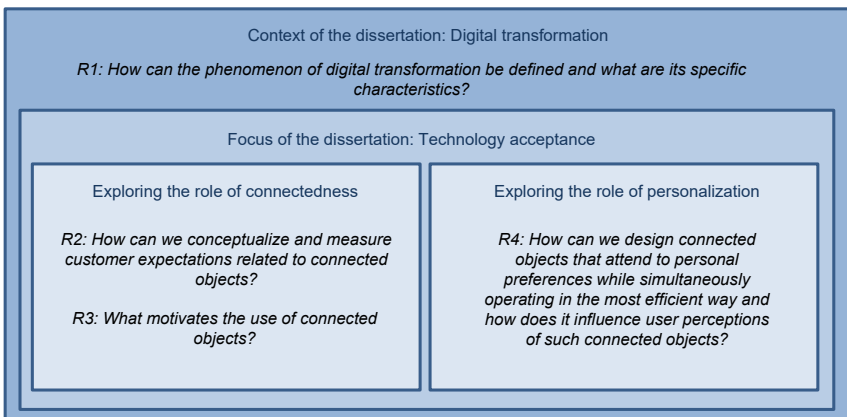 Context of the dissertation: Digital transformation
R1: How can the phenomenon of digital transformation be defined and what are its specific
characteristics?
Focus of the dissertation: Technology acceptance
Exploring the role of connectedness
R2: How can we conceptualize and measure
customer expectations related to connected
objects?
R3: What motivates the use of connected
objects?
Exploring the role of personalization
R4: How can we design connected
objects that attend to personal
preferences while simultaneously
operating in the most efficient way and
how does it influence user perceptions
of such connected objects?